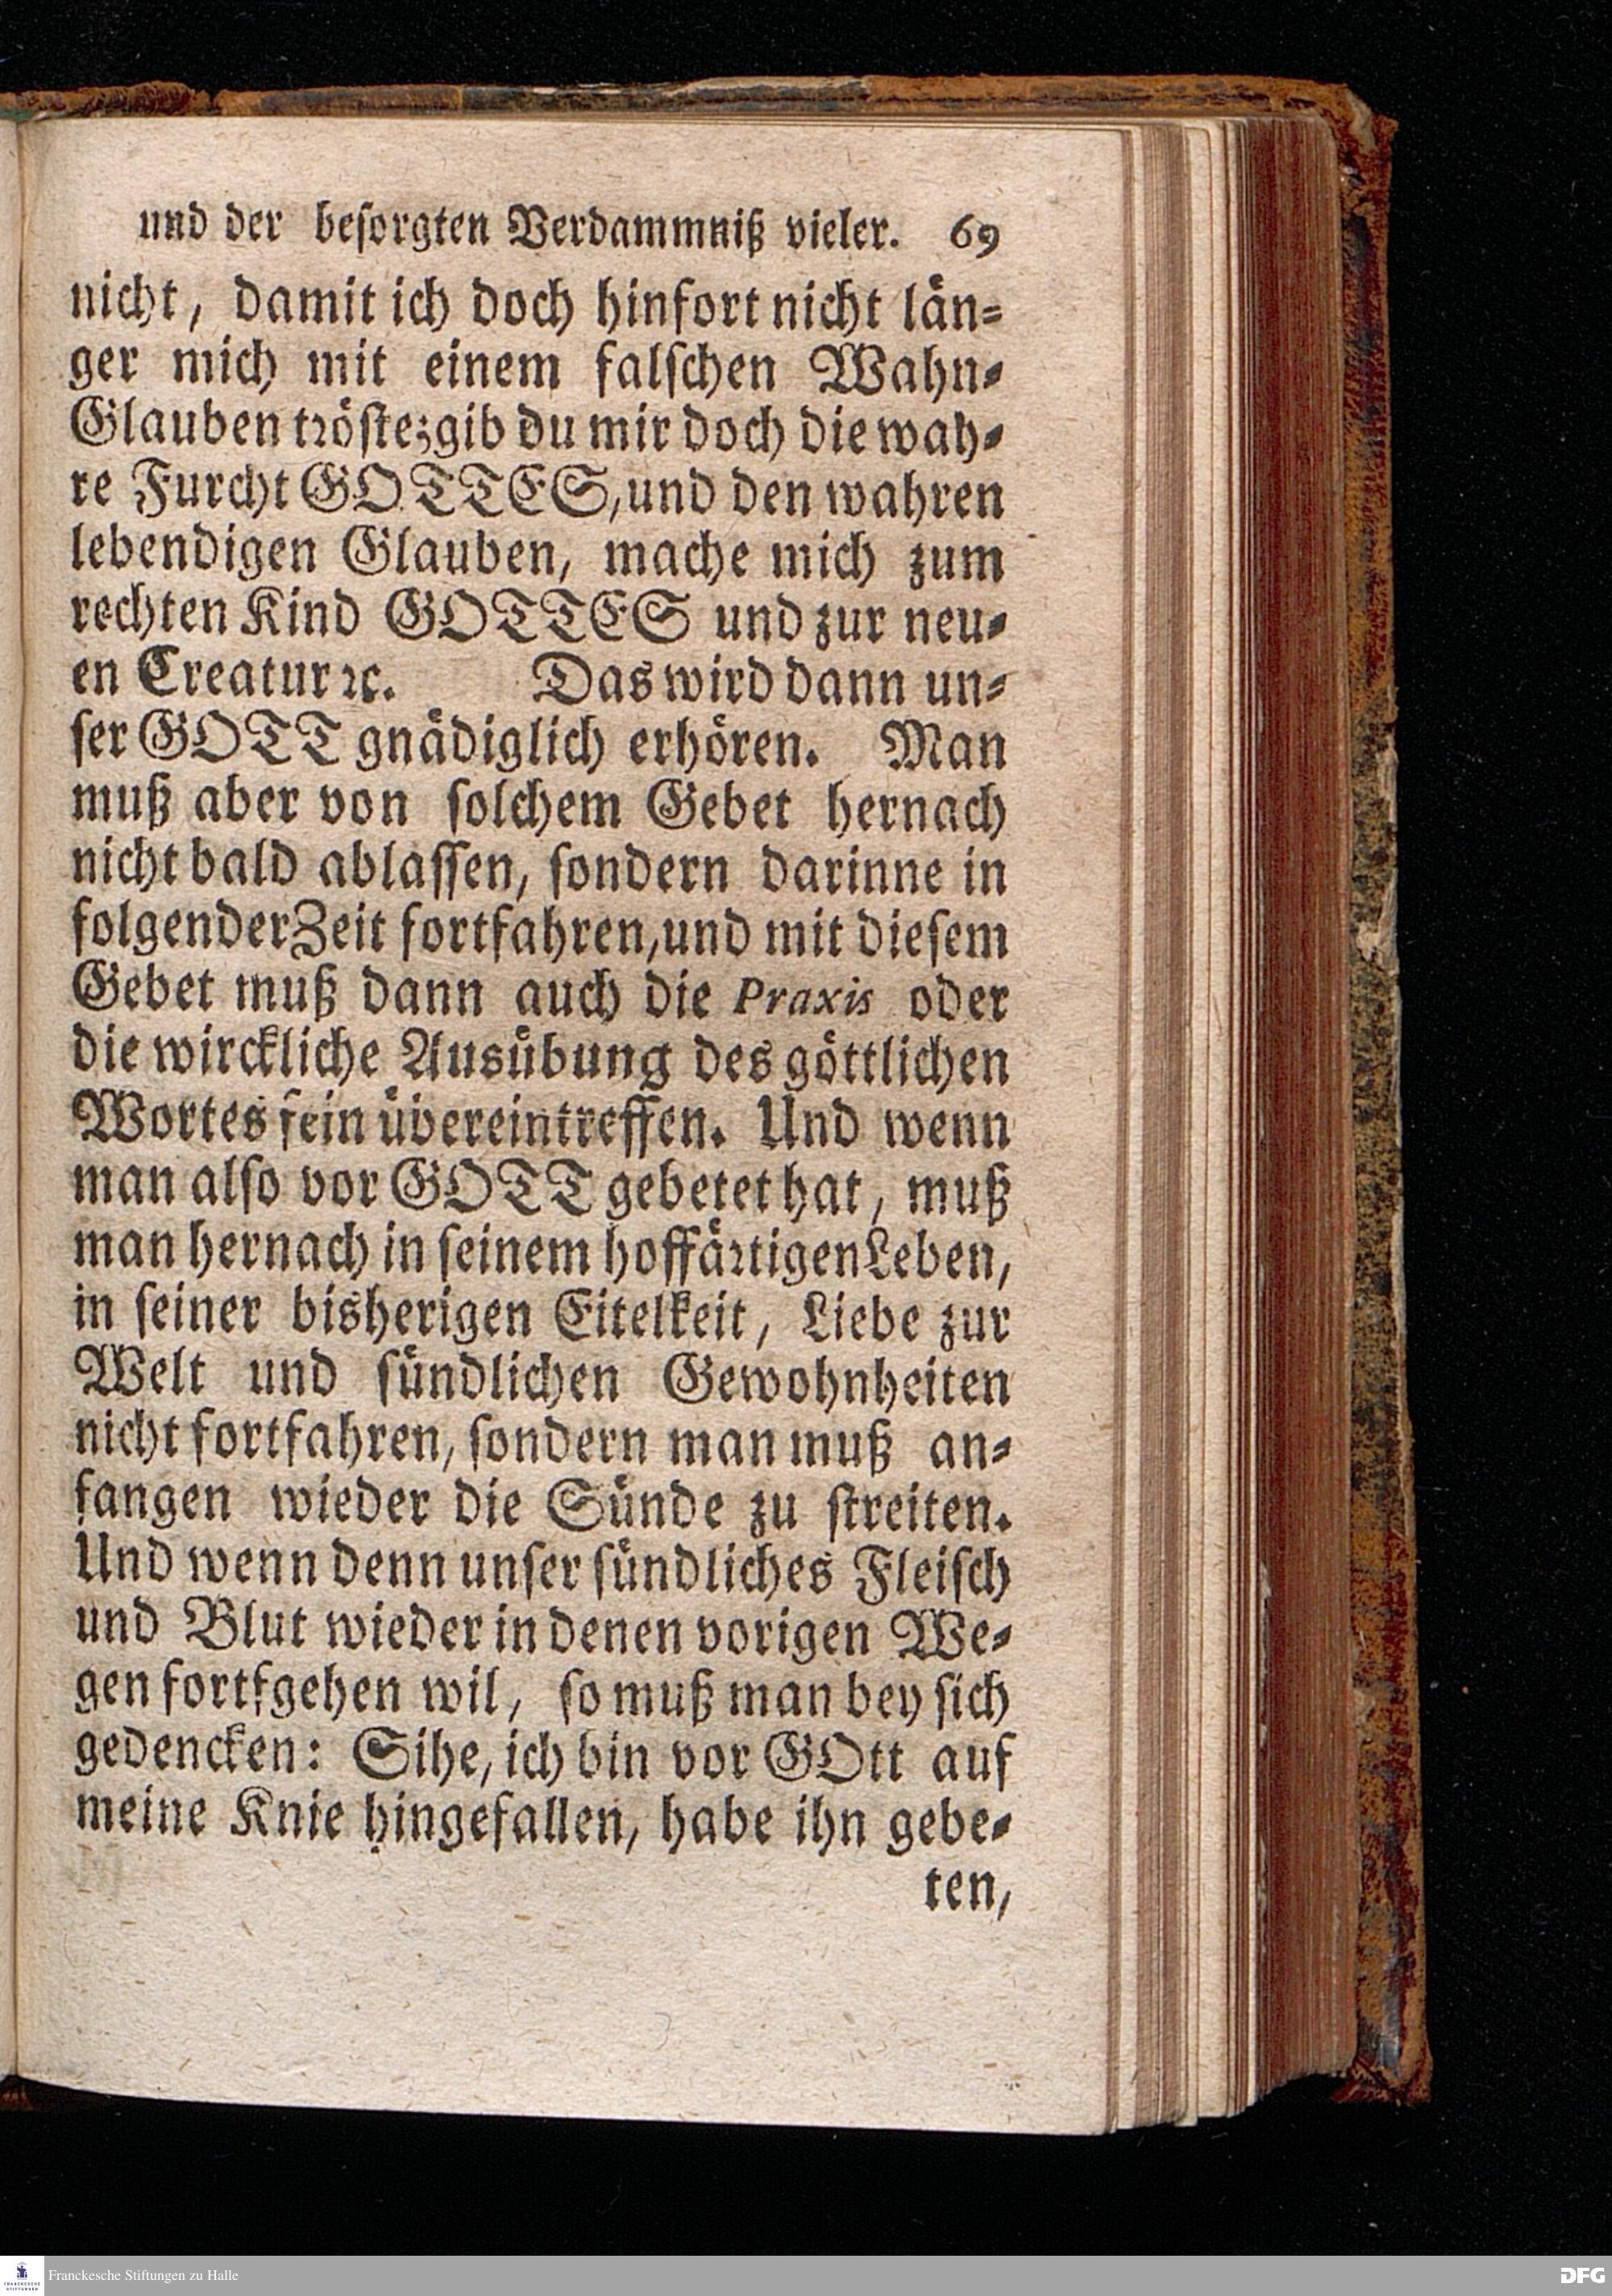 und der besorgten Verdammniß vieler. 69
nicht, damit ich doch hinfort nicht län-
ger mich mit einem falschen Wahn-
Glauben tröste; gib du mir doch die wah-
re Furcht GOTTES, und den wahren
lebendigen Glauben, mache mich zum
rechten Kind GOTTES und zur neu-
en Creatur ꝛc. Das wird dann un-
ser GOTT gnädiglich erhören. Man
muß aber von solchem Gebet hernach
nicht bald ablassen, sondern darinne in
folgender Zeit fortfahren, und mit diesem
Gebet muß dann auch die Praxis oder
die wirckliche Ausübung des göttlichen
Wortes fein übereintreffen. Und wenn
man also vor GOTT gebetet hat, muß
man hernach in seinem hoffärtigen Leben,
in seiner bisherigen Eitelkeit, Liebe zur
Welt und sündlichen Gewohnheiten
nicht fortfahren, sondern man muß an-
fangen wieder die Sünde zu streiten.
Und wenn denn unser sündliches Fleisch
und Blut wieder in denen vorigen We-
gen fortfgehen wil, so muß man bey sich
gedencken: Sihe, ich bin vor GOtt auf
meine Knie hingefallen, habe ihn gebe-
ten,
FRANCKESCHE
STIFTUNGEN
Franckesche Stiftungen zu Halle
DFG